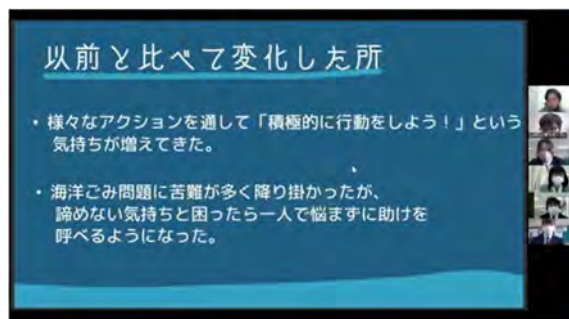 以前と比べて変化した所
・様々なアクションを通して「積極的に行動をしよう！」という
気持ちが増えてきた。
・海洋ごみ問題に苦難が多く降り掛かったが、
諦めない気持ちと困ったら一人で悩まずに助けを
呼べるようになった。